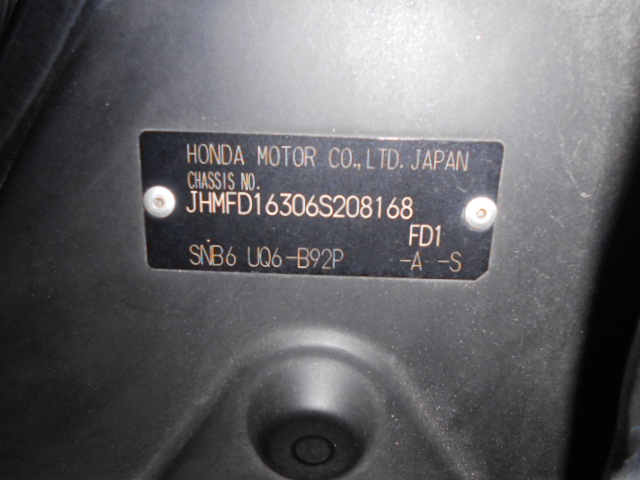 HONDA MOTOR CO.,LTD. JAPAN
CHASSIS NO.
JHMFD16306S208168
FD1
SNB6 UQ6-B92P -A -S